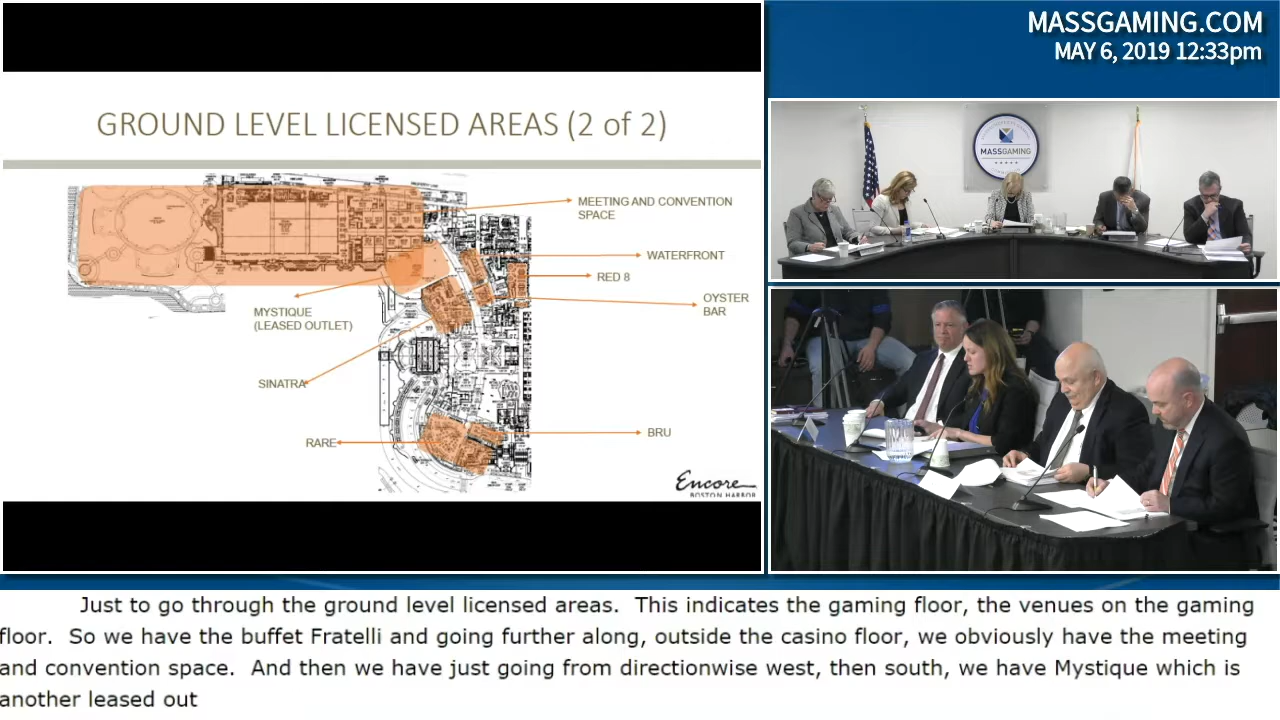 MASSGAMING.COM
MAY 6, 2019 12:33pm
GROUND LEVEL LICENSED AREAS (2 of 2)
MEETING AND CONVENTION
SPACE
WATERFRONT
RED 8
OYSTER
BAR
MYSTIQUE
(LEASED OUTLET)
SINATRA
RARE
BRU
Encore
BOSTON HARBOR
MASSGAMING
Just to go through the ground level licensed areas.  This indicates the gaming floor, the venues on the gaming
floor.  So we have the buffet Fratelli and going further along, outside the casino floor, we obviously have the meeting
and convention space.  And then we have just going from directionwise west, then south, we have Mystique which is
another leased out